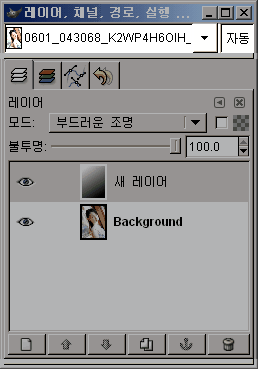 레이어, 채널, 경로, 실행 ...
0601_043068_K2WP4H6OIH_
자동
레이어
모드: 부드러운 조명
불투명: 100.0
새 레이어
Background